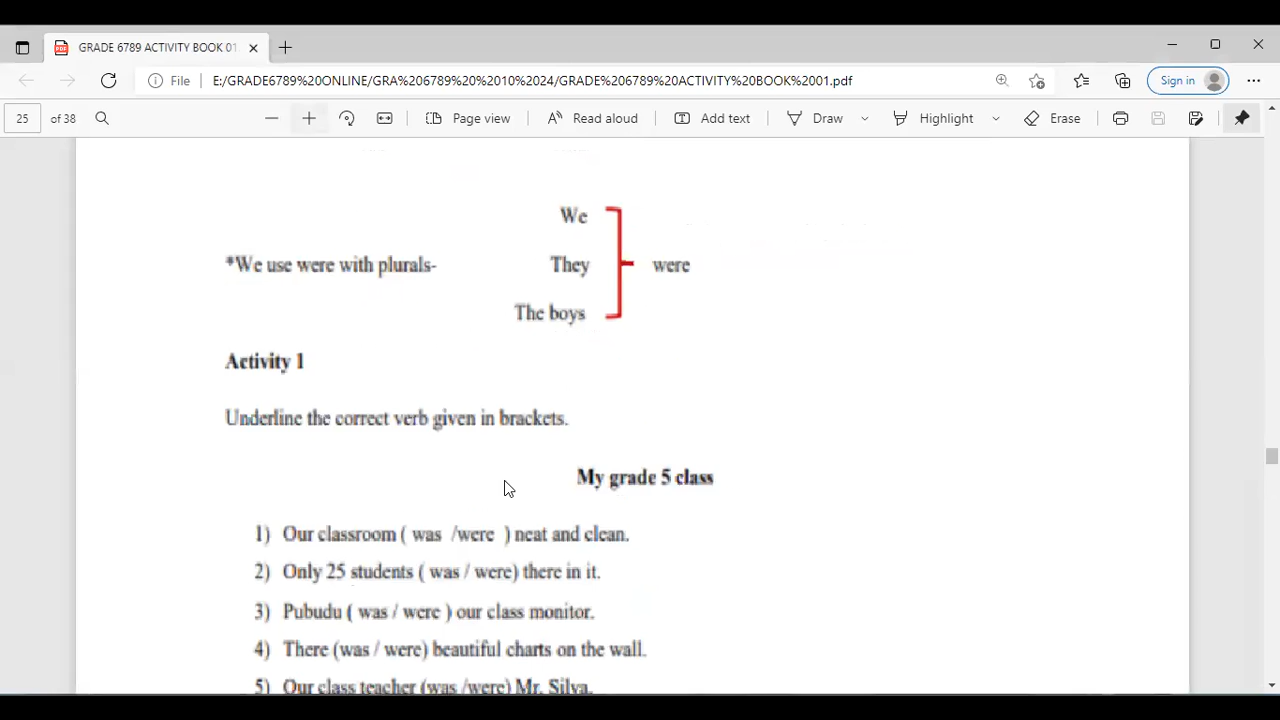 GRADE 6789 ACTIVITY BOOK 01
File E:/GRADE6789%20ONLINE/GRA%206789%20%2010%2024/GRADE%206789%20ACTIVITY%20BOOK%2001.pdf
Sign in
25 of 38
Page view
Read aloud
Add text
Draw
Highlight
Erase
We
*We use were with plurals- They were
The boys
Activity 1
Underline the correct verb given in brackets.
My grade 5 class
1) Our classroom ( was /were ) neat and clean.
2) Only 25 students ( was / were) there in it.
3) Pubudu ( was / were ) our class monitor.
4) There (was / were) beautiful charts on the wall.
5) Our class teacher (was /were) Mr. Silva.